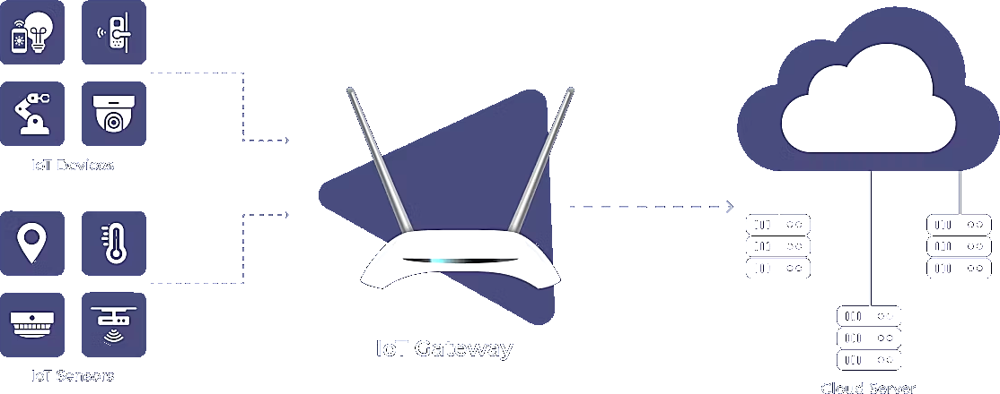 IoT Devices
IoT Gateway
IoT Sensors
Cloud Server